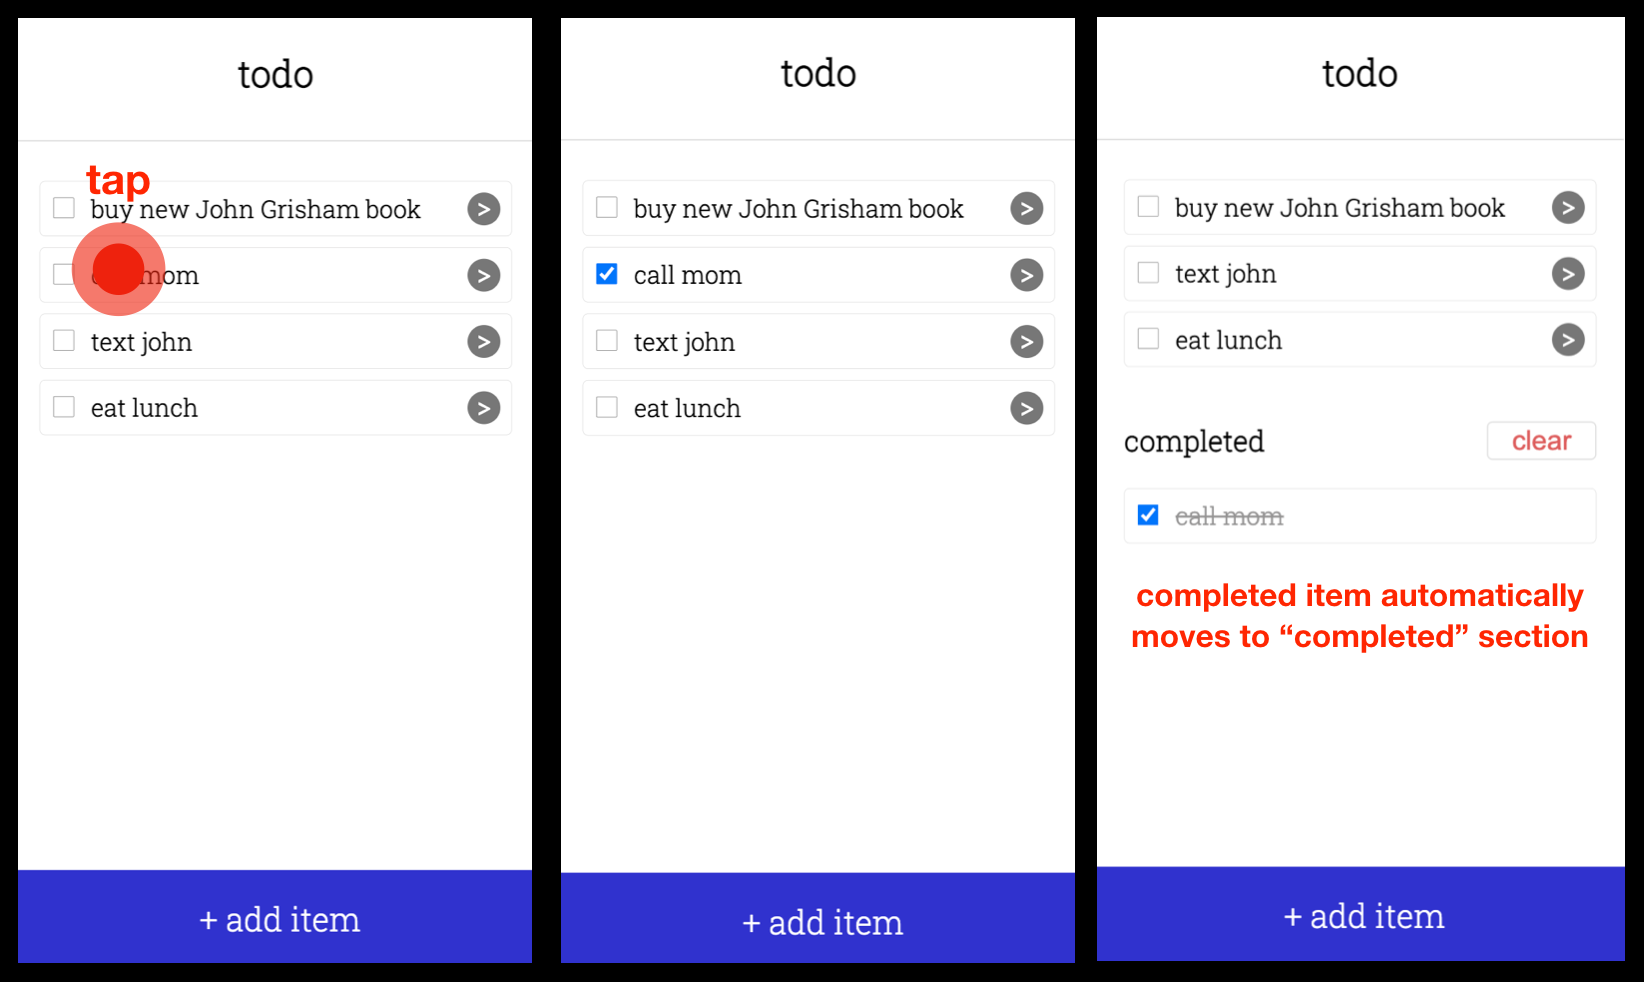 todo
tap
buy new John Grisham book >
mom >
text john >
eat lunch >
+ add item
todo
buy new John Grisham book >
call mom >
text john >
eat lunch >
+ add item
todo
buy new John Grisham book >
text john >
eat lunch >
completed
clear
call mom
completed item automatically
moves to “completed” section
+ add item